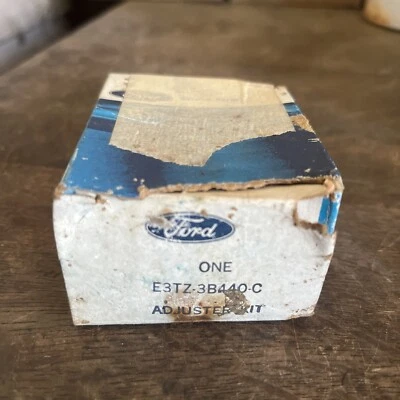 Ford
ONE
E3TZ-3B440-C
ADJUSTER KIT